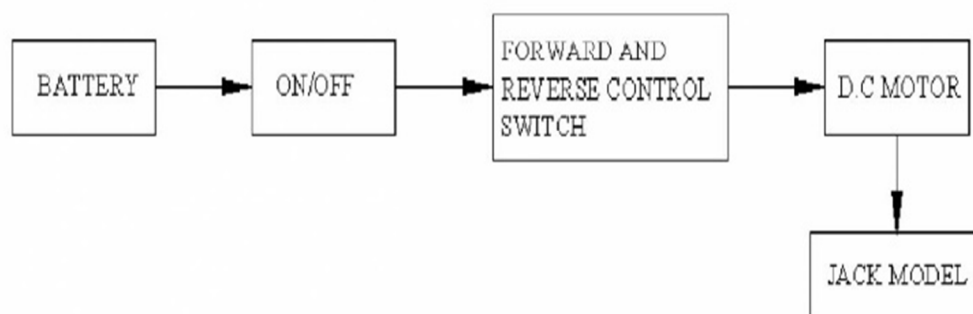 BATTERY
ON/OFF
FORWARD AND
REVERSE CONTROL
SWITCH
D.C MOTOR
JACK MODEL